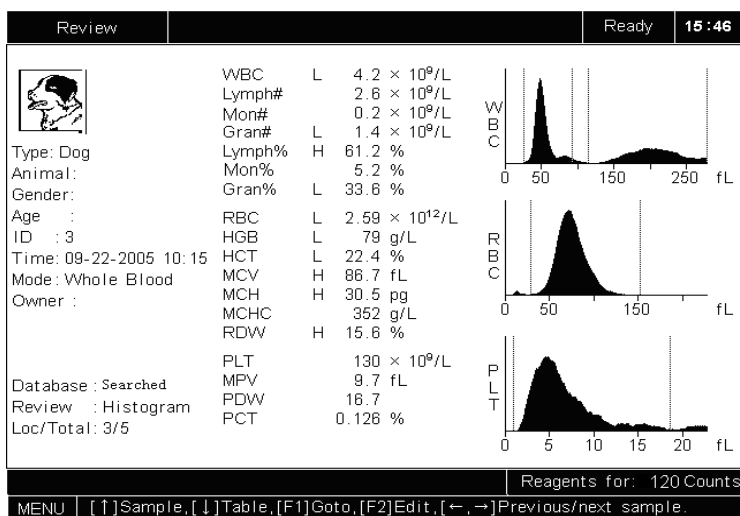 Review Ready 15:46
Type: Dog
Animal:
Gender:
Age :
ID : 3
Time: 09-22-2005 10:15
Mode: Whole Blood
Owner :
Database : Searched
Review : Histogram
Loc/Total: 3/5
WBC L 4.2 × 10⁹/L
Lymph# 2.6 × 10⁹/L
Mon# 0.2 × 10⁹/L
Gran# L 1.4 × 10⁹/L
Lymph% H 61.2 %
Mon% 5.2 %
Gran% L 33.6 %
RBC L 2.59 × 10¹²/L
HGB L 79 g/L
HCT L 22.4 %
MCV H 86.7 fL
MCH H 30.5 pg
MCHC 352 g/L
RDW H 15.6 %
PLT 130 × 10⁹/L
MPV 9.7 fL
PDW 16.7
PCT 0.126 %
WBC
0 50 150 250 fL
RBC
0 50 150 fL
PLT
0 5 10 15 20 fL
Reagents for: 120 Counts
MENU [↑]Sample,[↓]Table,[F1]Goto,[F2]Edit,[←,→]Previous/next sample.